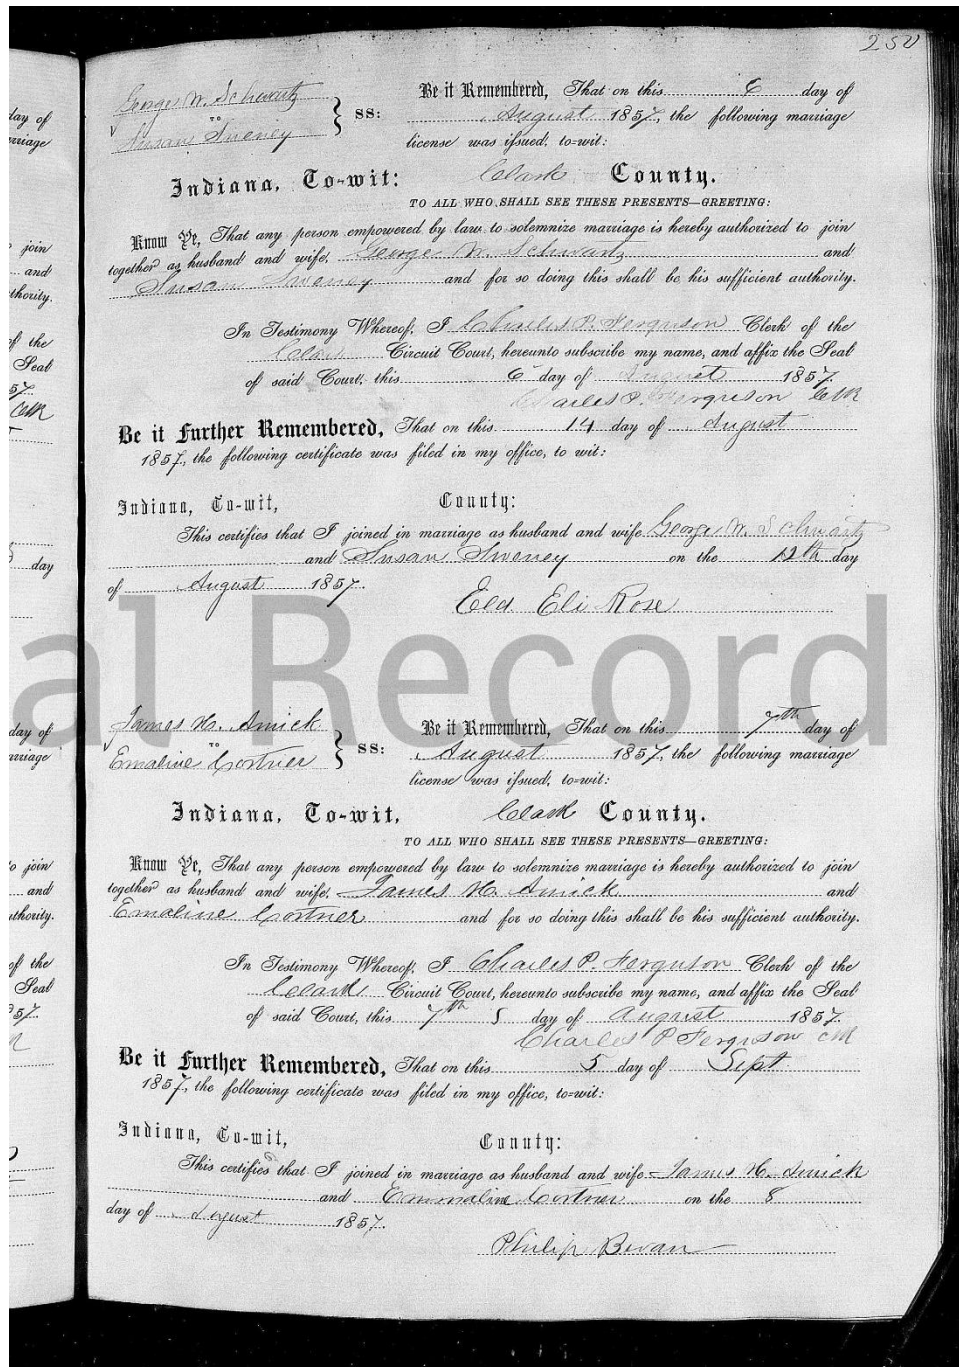 250
George W. Schwartz
to
Susan Sweney
} SS:
Be it Remembered, That on this 6 day of
August 1857, the following marriage
license was issued, to-wit:
Indiana, To-wit: Clark County.
TO ALL WHO SHALL SEE THESE PRESENTS—GREETING:
Know Ye, That any person empowered by law to solemnize marriage is hereby authorized to join
together as husband and wife, George W. Schwartz and
Susan Sweney and for so doing this shall be his sufficient authority.
In Testimony Whereof, I Charles P. Ferguson Clerk of the
Clark Circuit Court, hereunto subscribe my name, and affix the Seal
of said Court, this 6 day of August 1857.
Charles P. Ferguson Clk
Be it Further Remembered, That on this 14 day of August
1857, the following certificate was filed in my office, to wit:
Indiana, To-wit, County:
This certifies that I joined in marriage as husband and wife George W. Schwartz
and Susan Sweney on the 12th day
of August 1857.
Eld Eli Rose
al Record
James H. Amick
to
Emaline Cortner
} SS:
Be it Remembered, That on this 7th day of
August 1857, the following marriage
license was issued, to-wit:
Indiana, To-wit, Clark County.
TO ALL WHO SHALL SEE THESE PRESENTS—GREETING:
Know Ye, That any person empowered by law to solemnize marriage is hereby authorized to join
together as husband and wife, James H. Amick and
Emaline Cortner and for so doing this shall be his sufficient authority.
In Testimony Whereof, I Charles P. Ferguson Clerk of the
Clark Circuit Court, hereunto subscribe my name, and affix the Seal
of said Court, this 7th day of August 1857.
Charles P Ferguson Clk
Be it Further Remembered, That on this 5 day of Sept
1857, the following certificate was filed in my office, to-wit:
Indiana, To-wit, County:
This certifies that I joined in marriage as husband and wife James H. Amick
and Emmaline Cortner on the 8
day of August 1857.
Philip Bevan